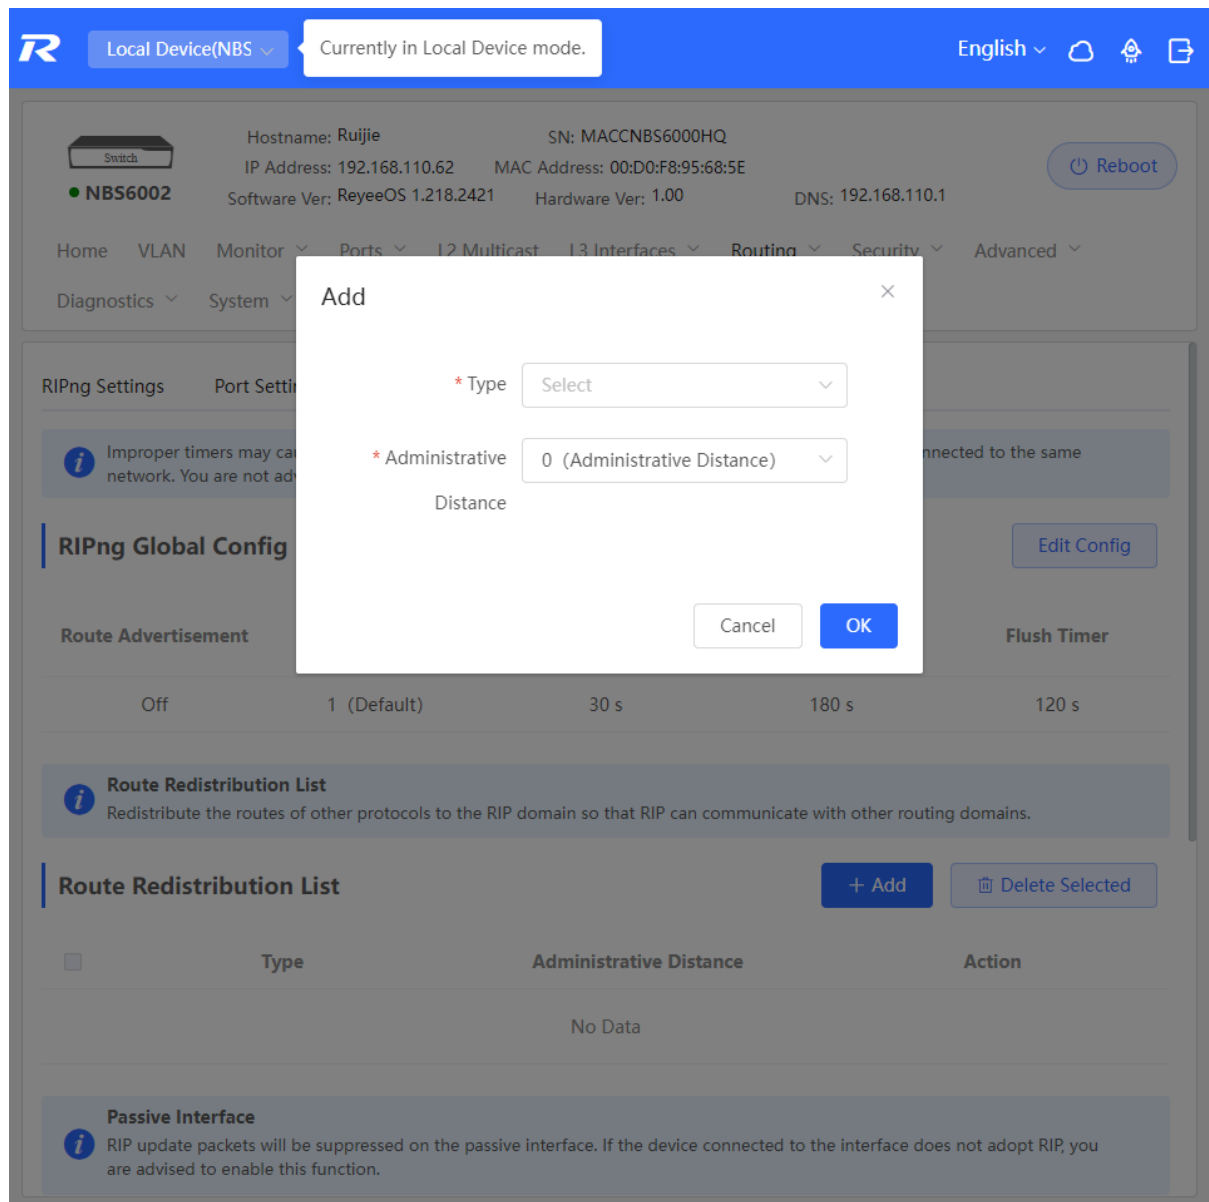 Local Device(NBS
Currently in Local Device mode.
English
Switch
NBS6002
Hostname: Ruijie
SN: MACCNBS6000HQ
IP Address: 192.168.110.62
MAC Address: 00:D0:F8:95:68:5E
Software Ver: ReyeeOS 1.218.2421
Hardware Ver: 1.00
DNS: 192.168.110.1
Reboot
Home VLAN Monitor Ports L2 Multicast L3 Interfaces Routing Security Advanced
Diagnostics System
Add
* Type Select
* Administrative Distance 0 (Administrative Distance)
Cancel OK
RIPng Settings Port Settin
Improper timers may cau nnected to the same
network. You are not adv
RIPng Global Config Edit Config
Route Advertisement Flush Timer
Off 1 (Default) 30 s 180 s 120 s
Route Redistribution List
Redistribute the routes of other protocols to the RIP domain so that RIP can communicate with other routing domains.
Route Redistribution List + Add Delete Selected
Type Administrative Distance Action
No Data
Passive Interface
RIP update packets will be suppressed on the passive interface. If the device connected to the interface does not adopt RIP, you
are advised to enable this function.